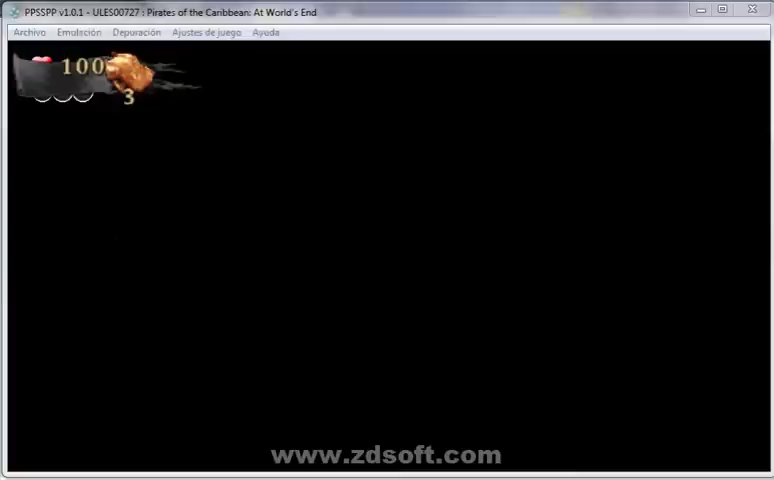 PPSSPP v1.0.1 - ULES00727 : Pirates of the Caribbean: At World's End
Archivo Emulación Depuración Ajustes de juego Ayuda
100
3
www.zdsoft.com